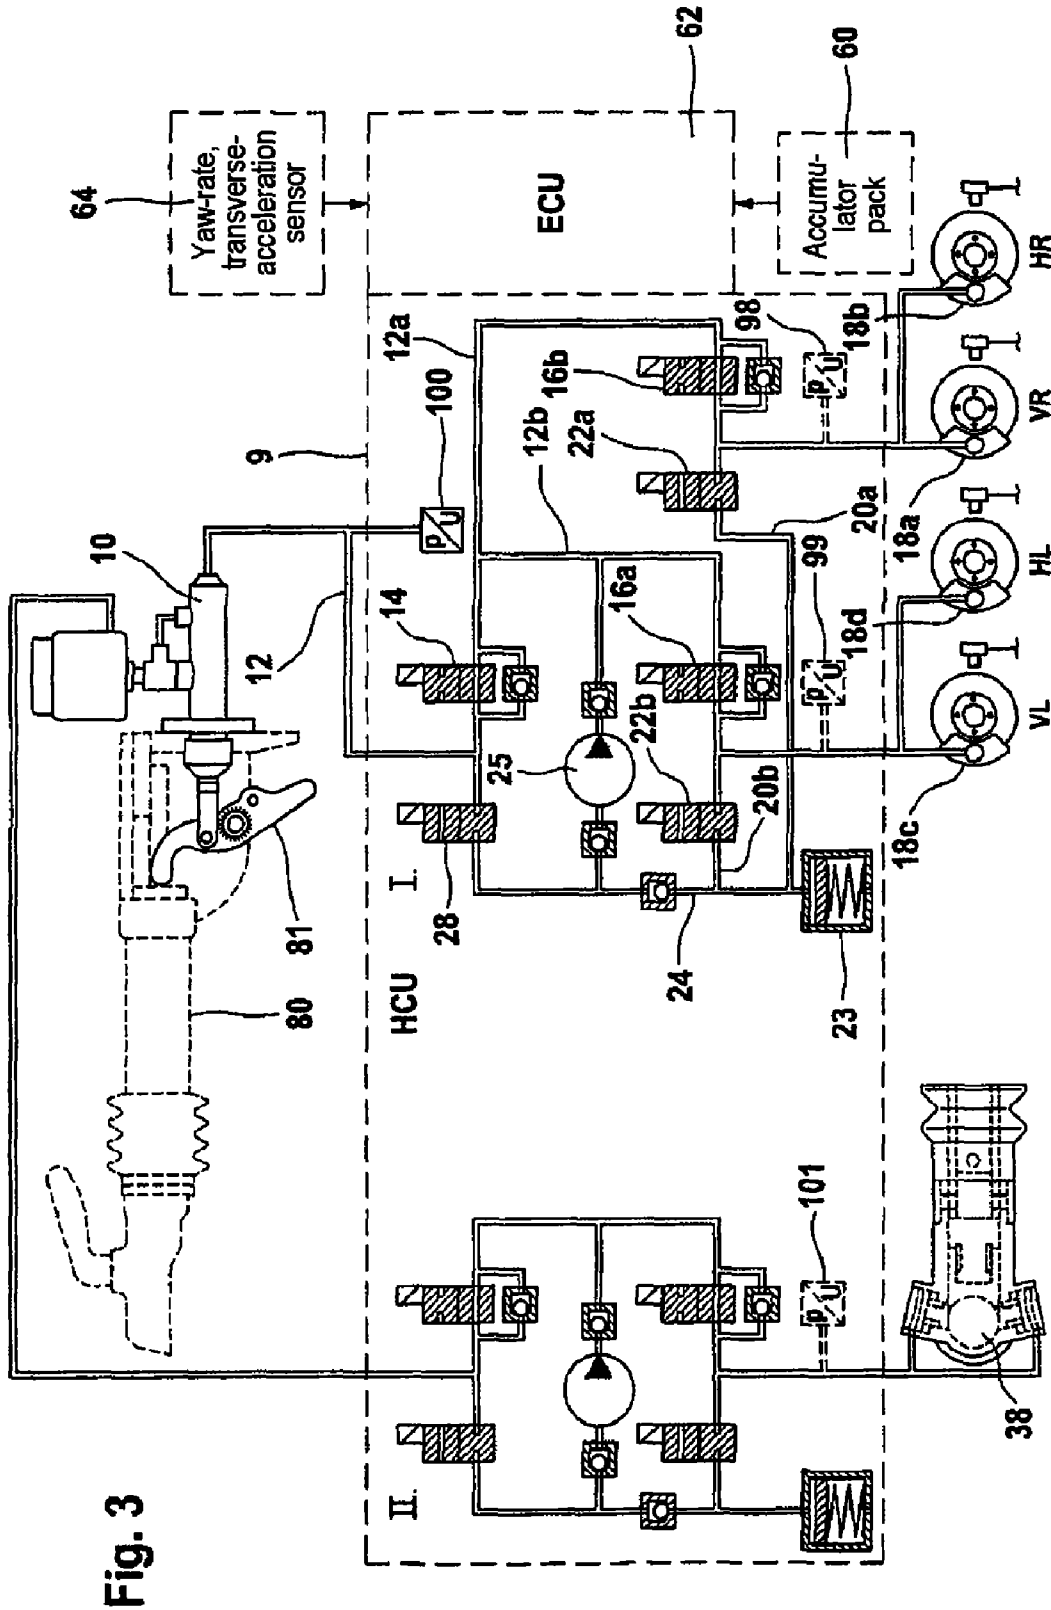 Fig. 3
64
Yaw-rate,
transverse-
acceleration
sensor
ECU
62
60
Accumu-
lator
pack
9
10
12
100
P
U
12a
12b
14
16b
22a
98
P
U
18b
HR
18a
VR
20a
99
P
U
18d
HL
16a
22b
20b
25
I.
28
HCU
24
23
18c
VL
81
80
101
P
U
II.
38